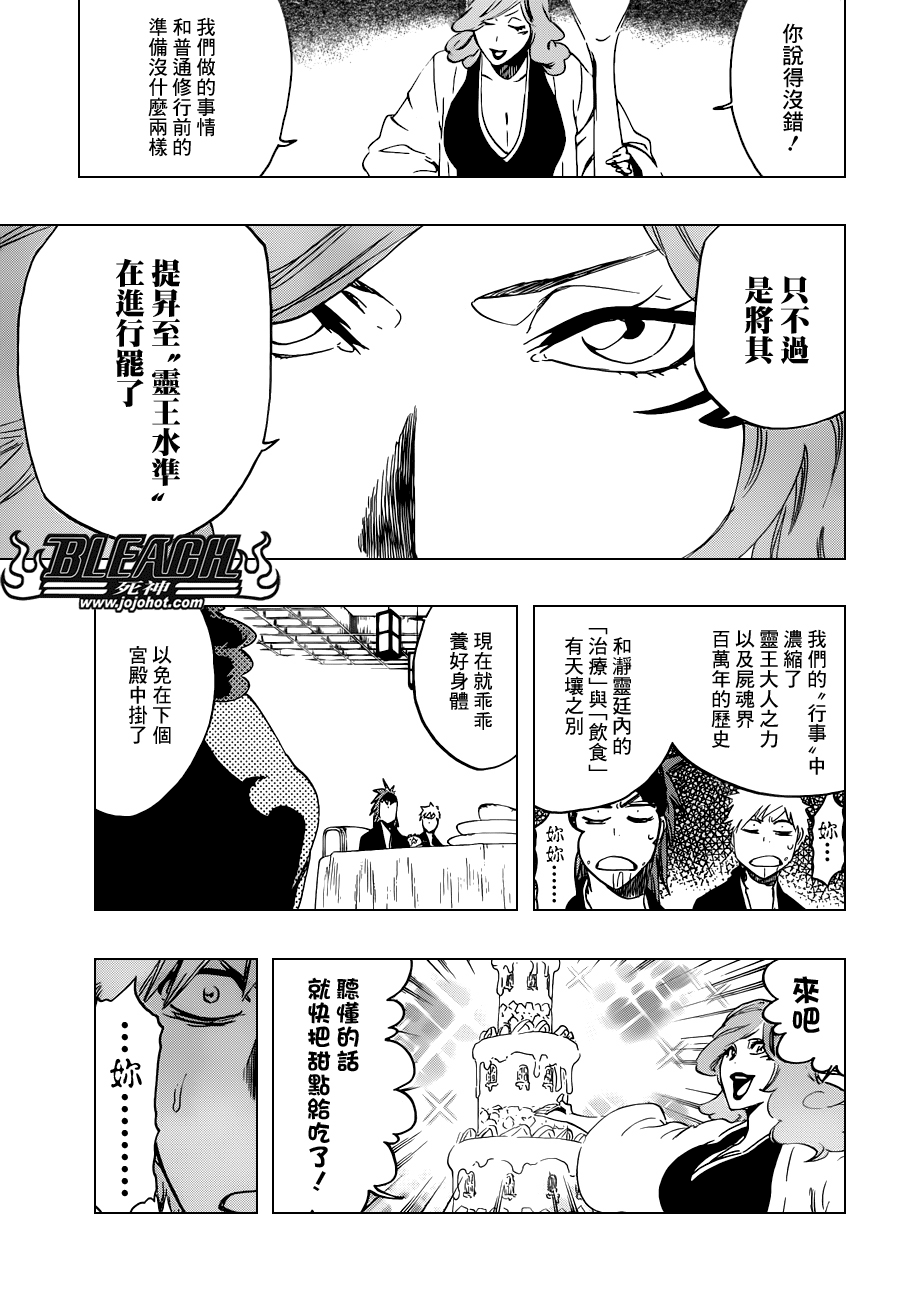 你說得沒錯！
我們做的事情
和普通修行前的
準備沒什麼兩樣
只不過
是將其
提昇至〝靈王水準〞
在進行罷了
BLEACH
死神
www.jojohot.com
我們的〝行事〞中
濃縮了
靈王大人之力
以及屍魂界
百萬年的歷史
和瀞靈廷內的
「治療」與「飲食」
有天壤之別
妳…
妳妳……
現在就乖乖
養好身體
以免在下個
宮殿中掛了
來吧
聽懂的話
就快把甜點給吃了！
…妳………